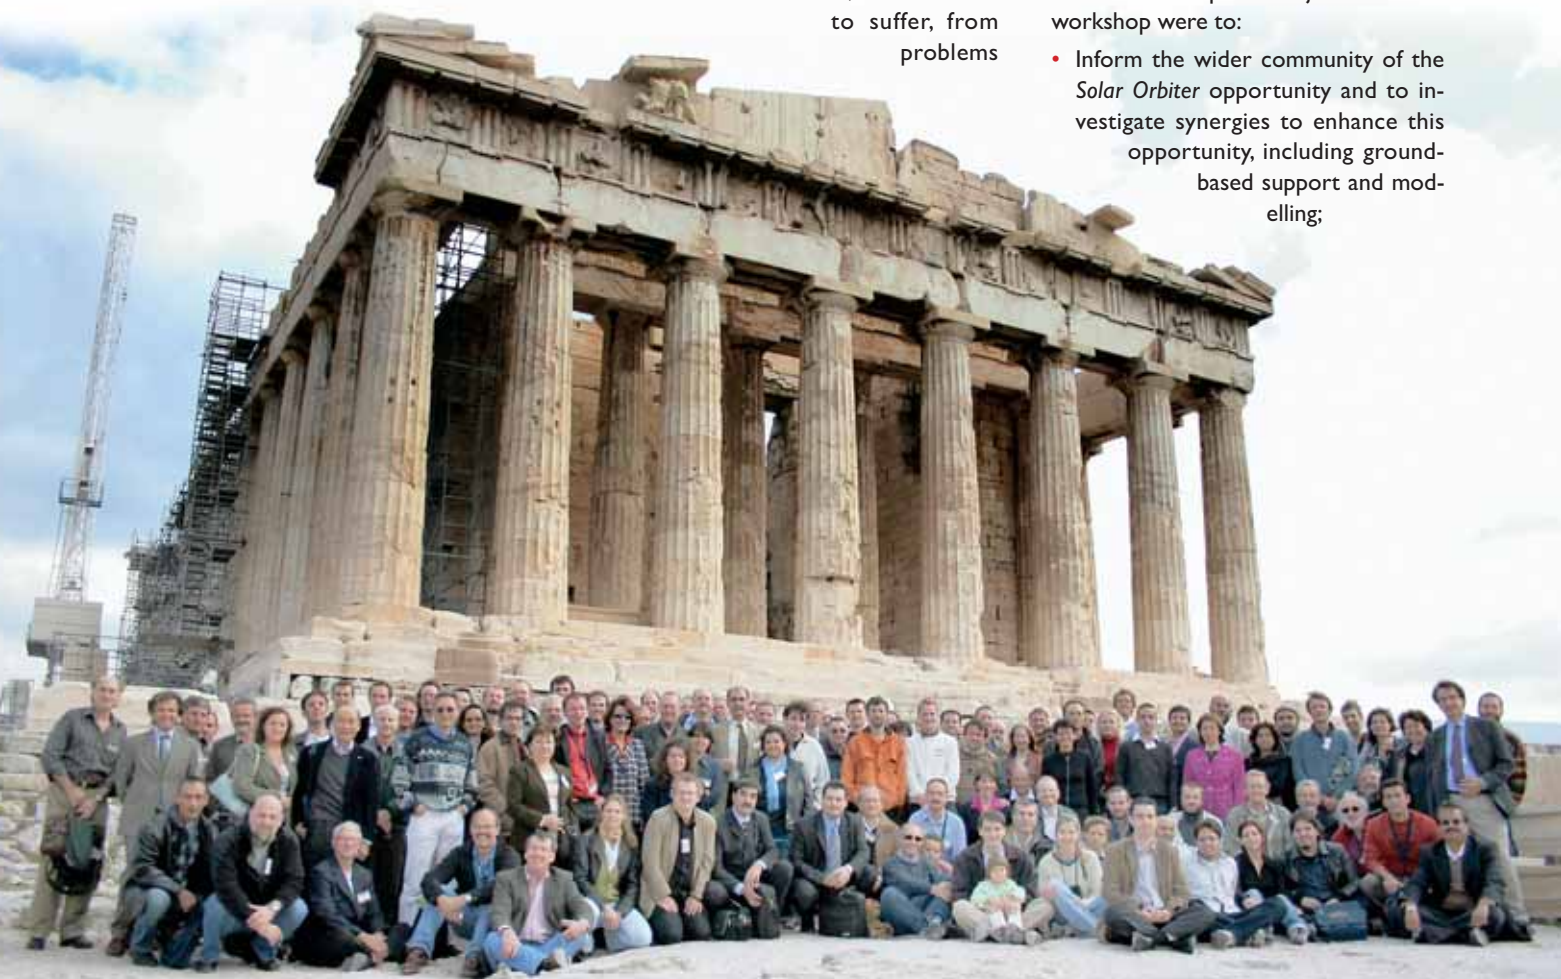 to suffer, from
problems
workshop were to:
• Inform the wider community of the
Solar Orbiter opportunity and to in-
vestigate synergies to enhance this
opportunity, including ground-
based support and mod-
elling;